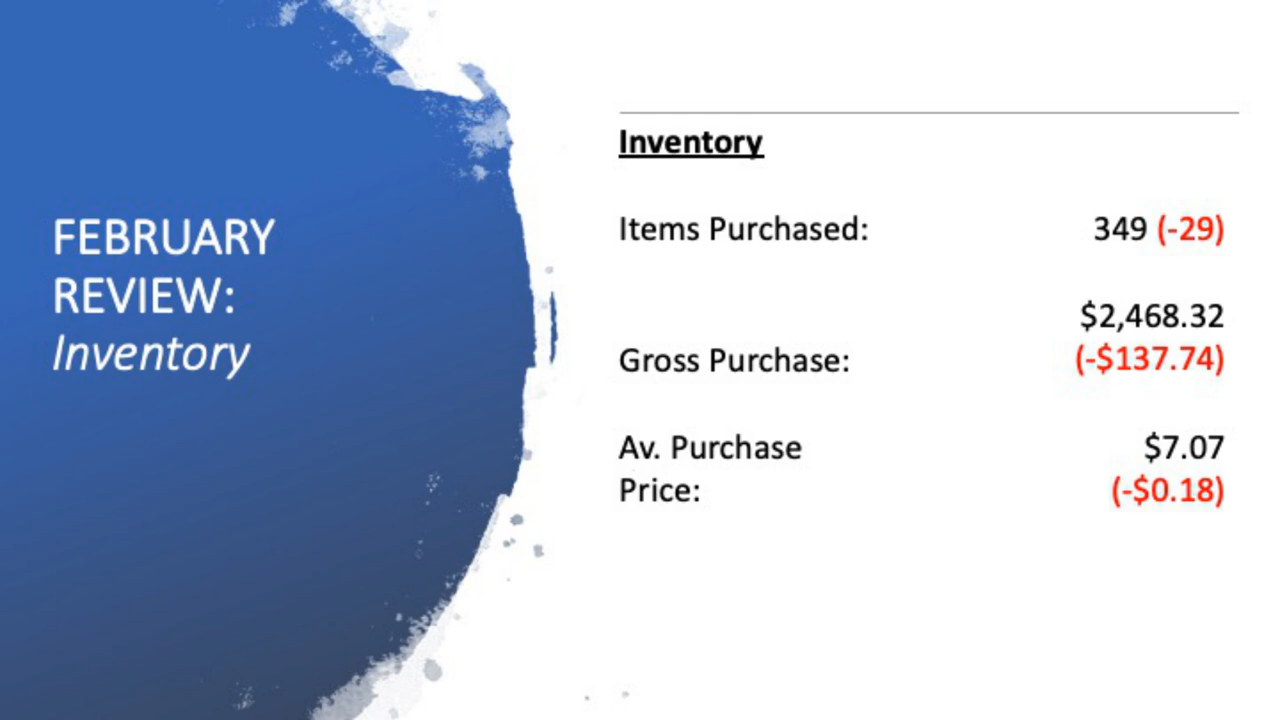 FEBRUARY
REVIEW:
Inventory
Inventory
Items Purchased: 349 (-29)
$2,468.32
Gross Purchase: (-$137.74)
Av. Purchase $7.07
Price: (-$0.18)